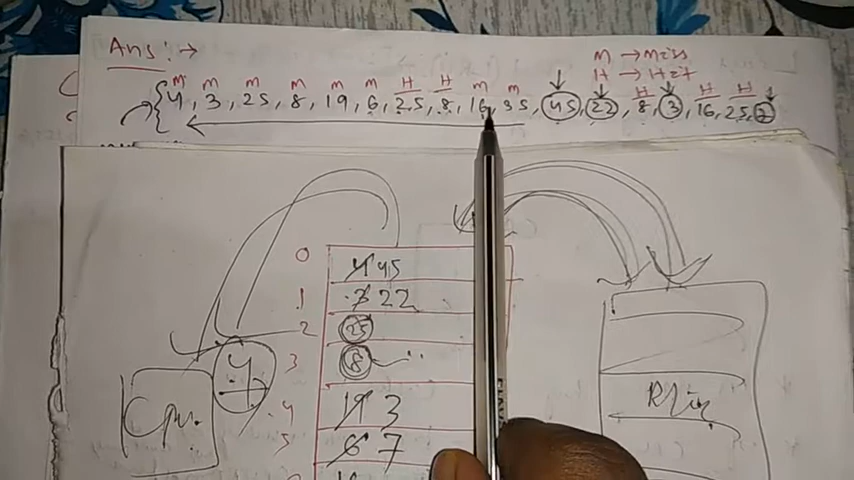 Ans:→
M → Miss
H → Hit
M M M M M M H H M M H H H
{4, 3, 25, 8, 19, 6, 25, 8, 16, 35, 45, 22, 8, 3, 16, 25, 7
0 4 45
1 3 22
2 25
3 8
4 19 3
5 6 7
Cpu.